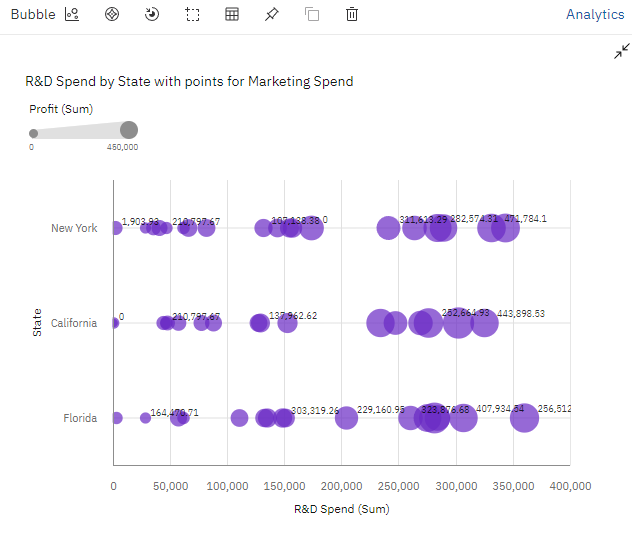 Bubble Analytics
R&D Spend by State with points for Marketing Spend
Profit (Sum)
0 450,000
New York 1,903.93 210,797.67 107,138.38 0 311,613.29 282,574.31 471,784.1
State
California 0 210,797.67 137,962.62 252,664.93 443,898.53
Florida 164,470.71 303,319.26 229,160.95 323,876.68 407,934.54 256,512
0 50,000 100,000 150,000 200,000 250,000 300,000 350,000 400,000
R&D Spend (Sum)